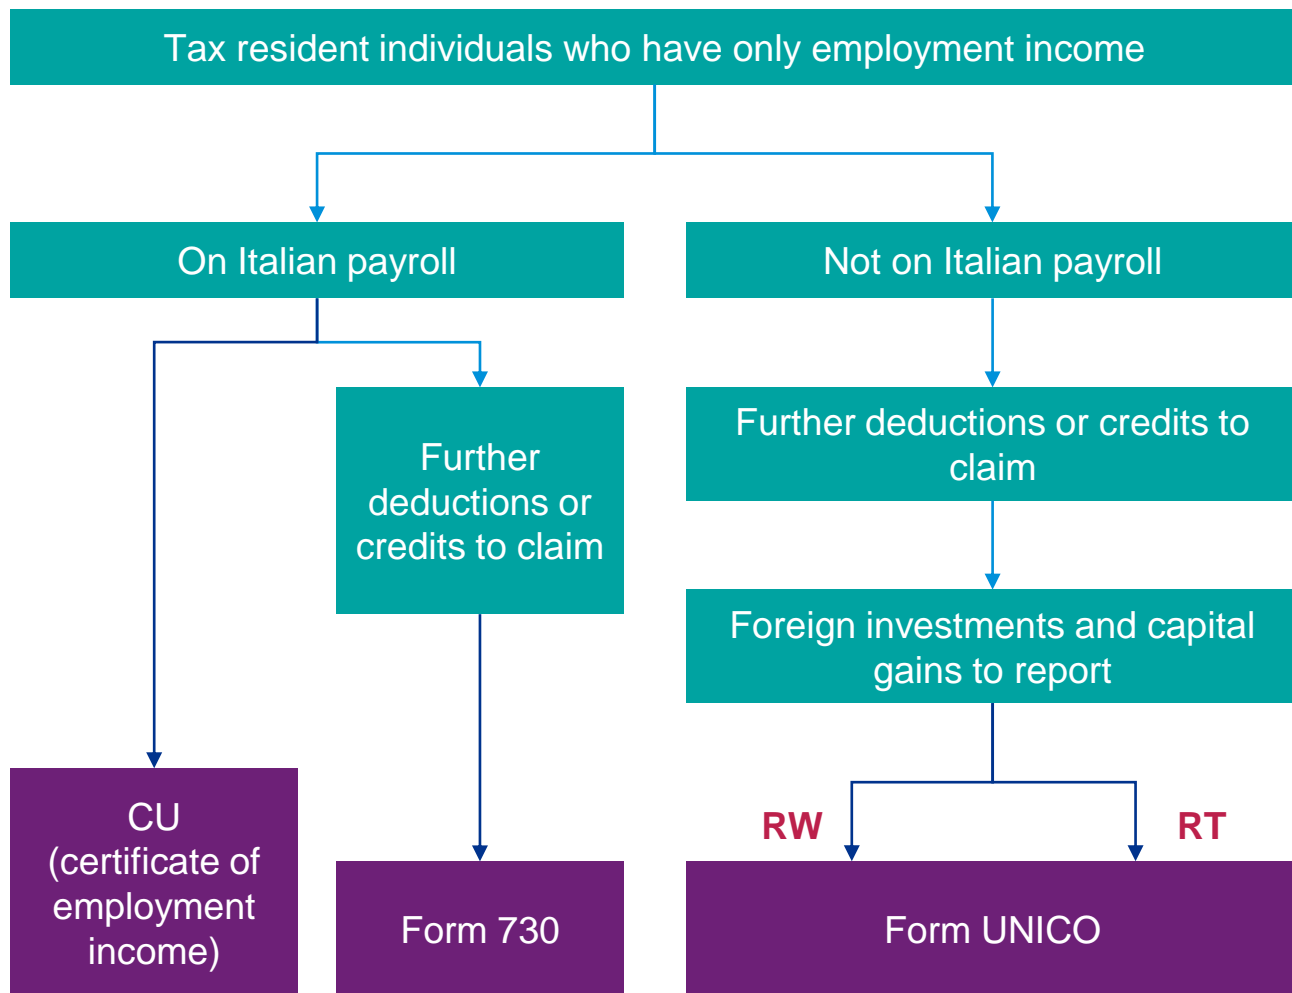 Tax resident individuals who have only employment income
On Italian payroll
Not on Italian payroll
Further
deductions or
credits to claim
Further deductions or credits to
claim
Foreign investments and capital
gains to report
RW
RT
CU
(certificate of
employment
income)
Form 730
Form UNICO